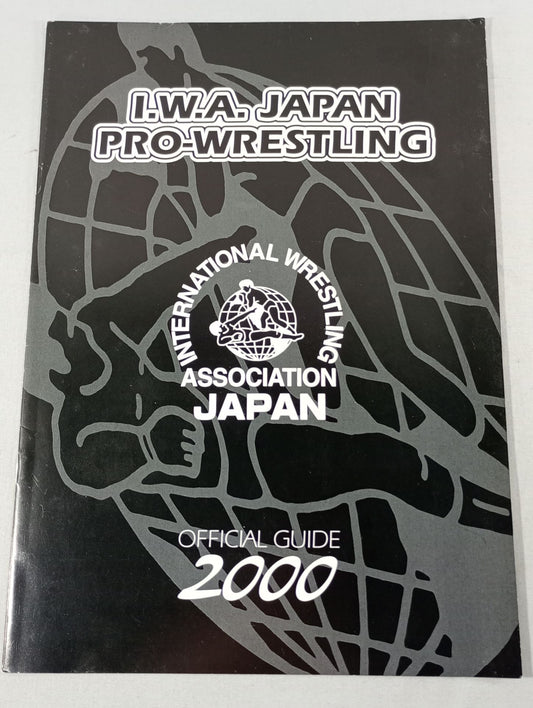 I.W.A. JAPAN
PRO-WRESTLING
INTERNATIONAL WRESTLING
ASSOCIATION
JAPAN
OFFICIAL GUIDE
2000